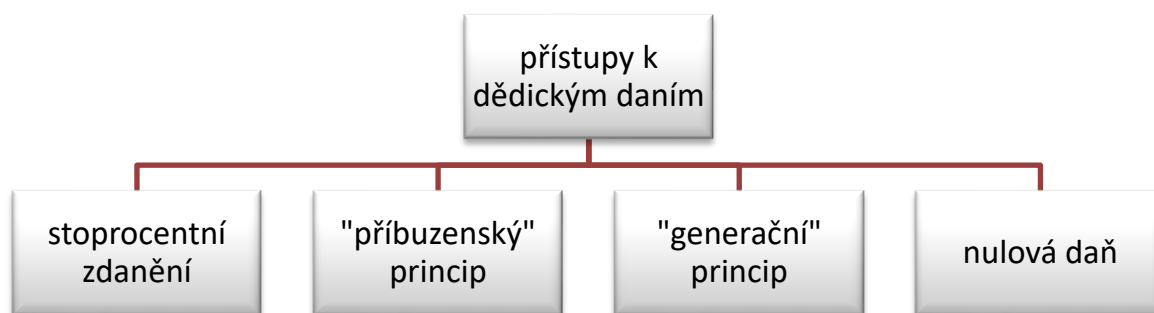 přístupy k
dědickým daním
stoprocentní
zdanění
"příbuzenský"
princip
"generační"
princip
nulová daň